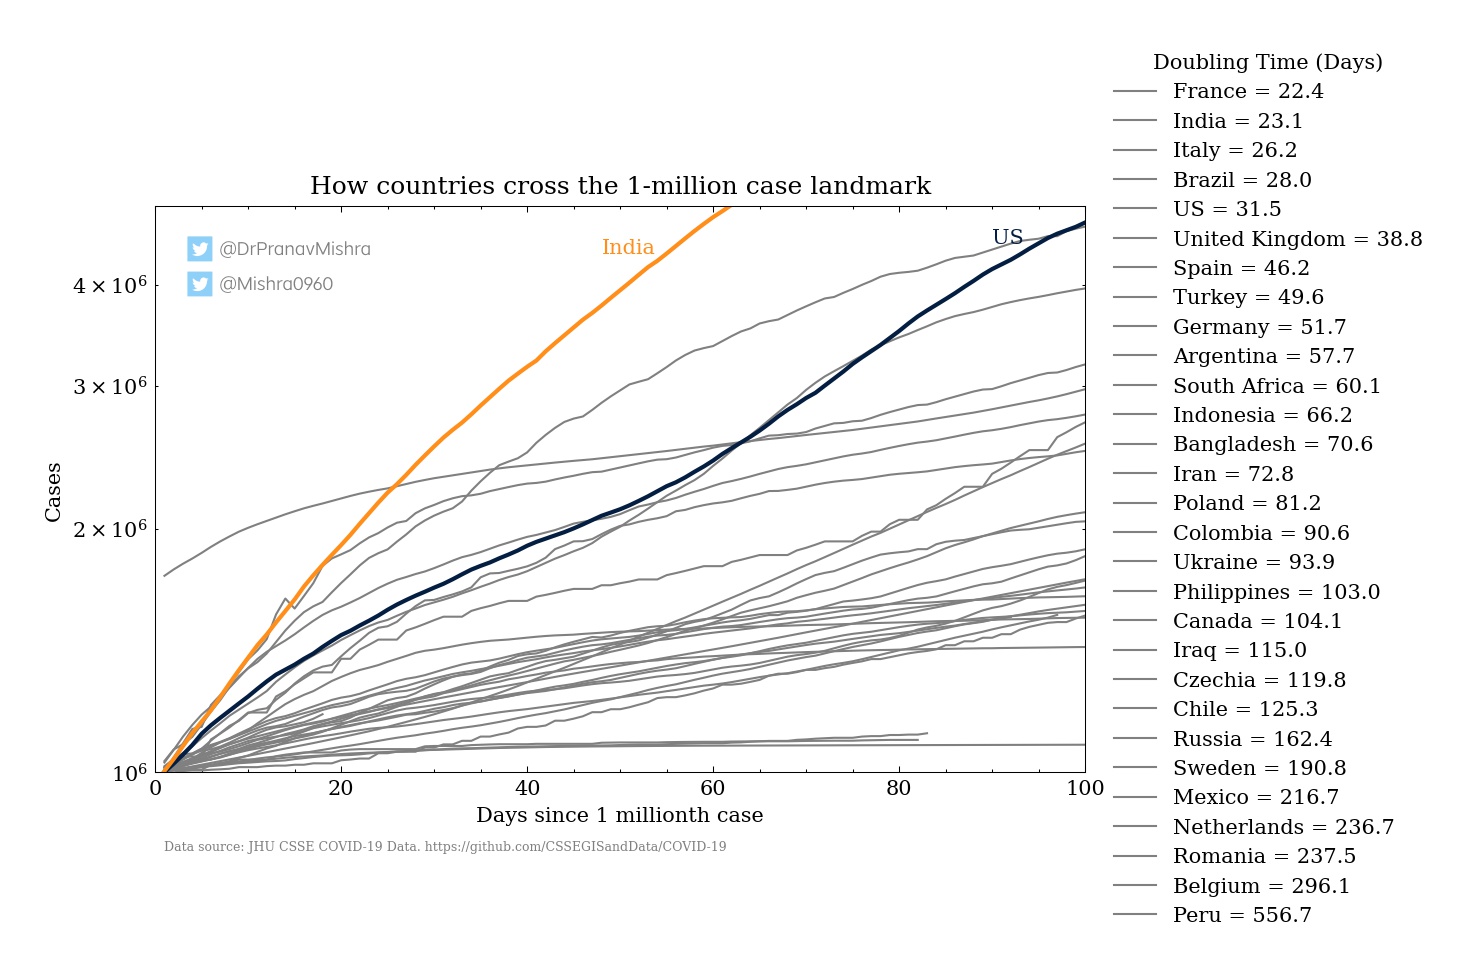 Doubling Time (Days)
France = 22.4
India = 23.1
Italy = 26.2
Brazil = 28.0
US = 31.5
United Kingdom = 38.8
Spain = 46.2
Turkey = 49.6
Germany = 51.7
Argentina = 57.7
South Africa = 60.1
Indonesia = 66.2
Bangladesh = 70.6
Iran = 72.8
Poland = 81.2
Colombia = 90.6
Ukraine = 93.9
Philippines = 103.0
Canada = 104.1
Iraq = 115.0
Czechia = 119.8
Chile = 125.3
Russia = 162.4
Sweden = 190.8
Mexico = 216.7
Netherlands = 236.7
Romania = 237.5
Belgium = 296.1
Peru = 556.7
How countries cross the 1-million case landmark
@DrPranavMishra
@Mishra0960
India
US
Cases
4 × 10⁶
3 × 10⁶
2 × 10⁶
10⁶
0 20 40 60 80 100
Days since 1 millionth case
Data source: JHU CSSE COVID-19 Data. https://github.com/CSSEGISandData/COVID-19